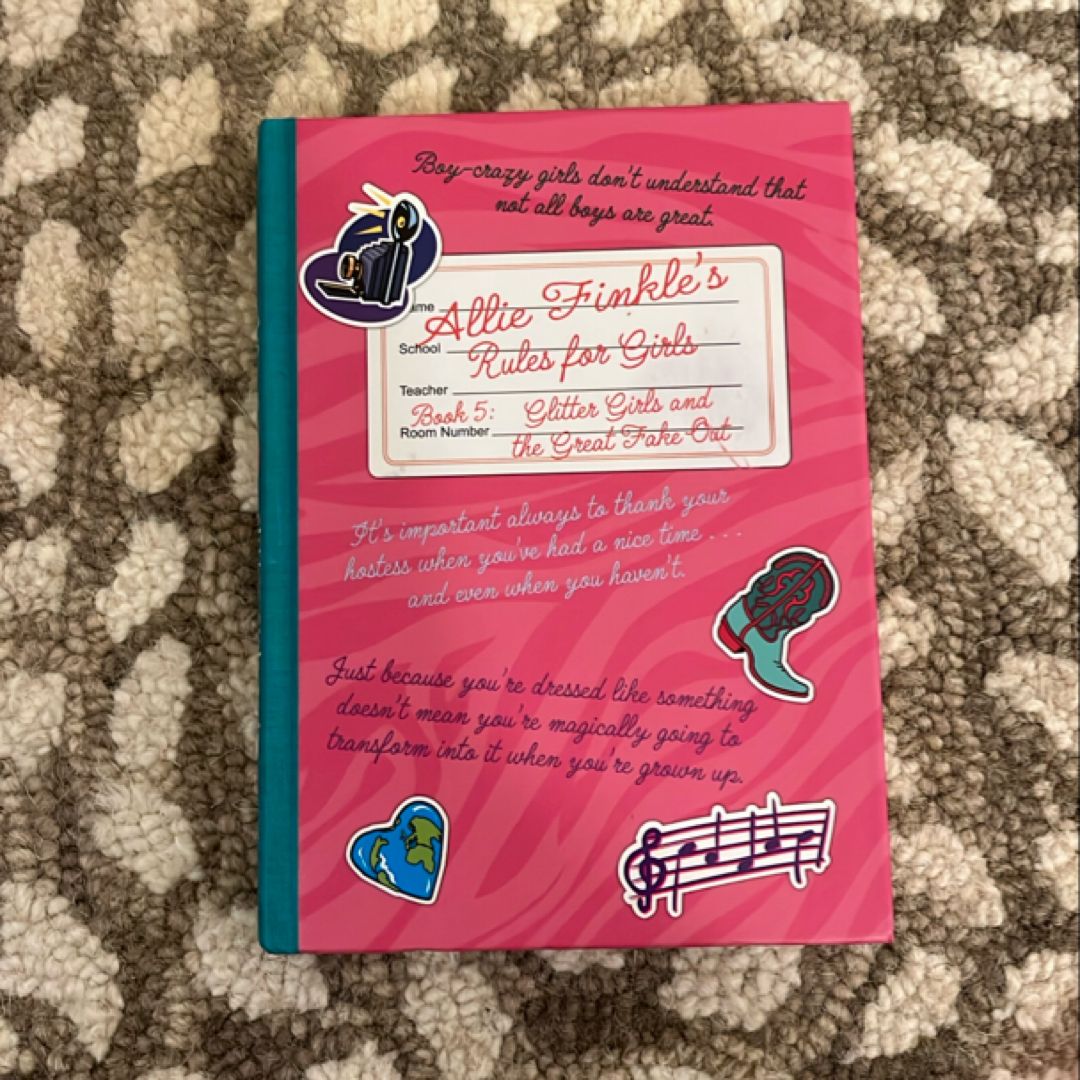 Boy-crazy girls don't understand that
not all boys are great.
ame
Allie Finkle's
School
Rules for Girls
Teacher
Book 5: Glitter Girls and
Room Number
the Great Fake Out
It's important always to thank your
hostess when you've had a nice time . . .
and even when you haven't.
Just because you're dressed like something
doesn't mean you're magically going to
transform into it when you're grown up.